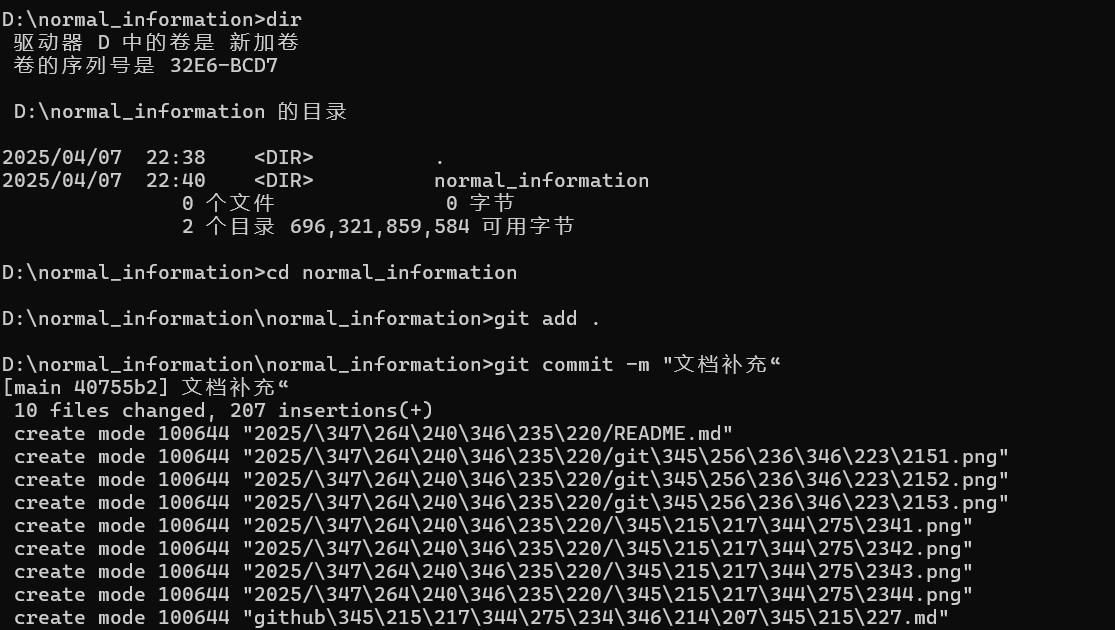 D:\normal_information>dir
驱动器 D 中的卷是 新加卷
卷的序列号是 32E6-BCD7
D:\normal_information 的目录
2025/04/07  22:38    <DIR>          .
2025/04/07  22:40    <DIR>          normal_information
0 个文件              0 字节
2 个目录 696,321,859,584 可用字节
D:\normal_information>cd normal_information
D:\normal_information\normal_information>git add .
D:\normal_information\normal_information>git commit -m "文档补充“
[main 40755b2] 文档补充“
10 files changed, 207 insertions(+)
create mode 100644 "2025/\347\264\240\346\235\220/README.md"
create mode 100644 "2025/\347\264\240\346\235\220/git\345\256\236\346\223\2151.png"
create mode 100644 "2025/\347\264\240\346\235\220/git\345\256\236\346\223\2152.png"
create mode 100644 "2025/\347\264\240\346\235\220/git\345\256\236\346\223\2153.png"
create mode 100644 "2025/\347\264\240\346\235\220/\345\215\217\344\275\2341.png"
create mode 100644 "2025/\347\264\240\346\235\220/\345\215\217\344\275\2342.png"
create mode 100644 "2025/\347\264\240\346\235\220/\345\215\217\344\275\2343.png"
create mode 100644 "2025/\347\264\240\346\235\220/\345\215\217\344\275\2344.png"
create mode 100644 "github\345\215\217\344\275\234\346\214\207\345\215\227.md"